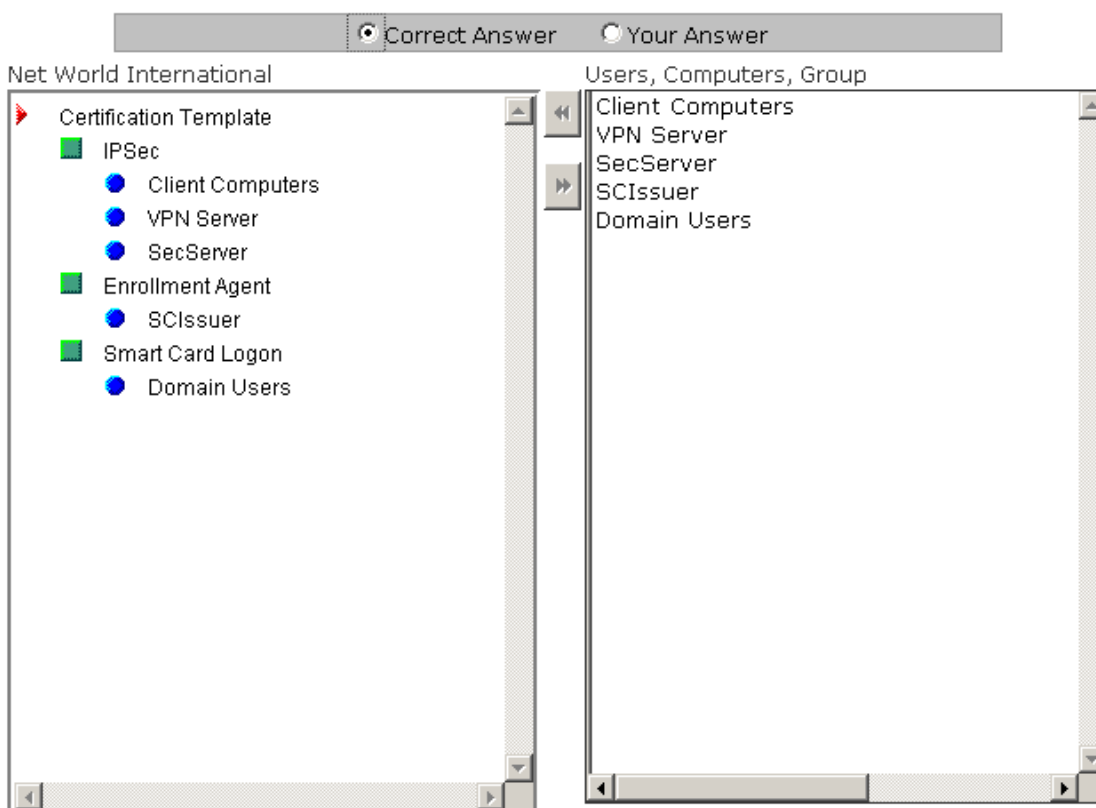 Correct Answer Your Answer
Net World International
Certification Template
IPSec
Client Computers
VPN Server
SecServer
Enrollment Agent
SCIssuer
Smart Card Logon
Domain Users
Users, Computers, Group
Client Computers
VPN Server
SecServer
SCIssuer
Domain Users